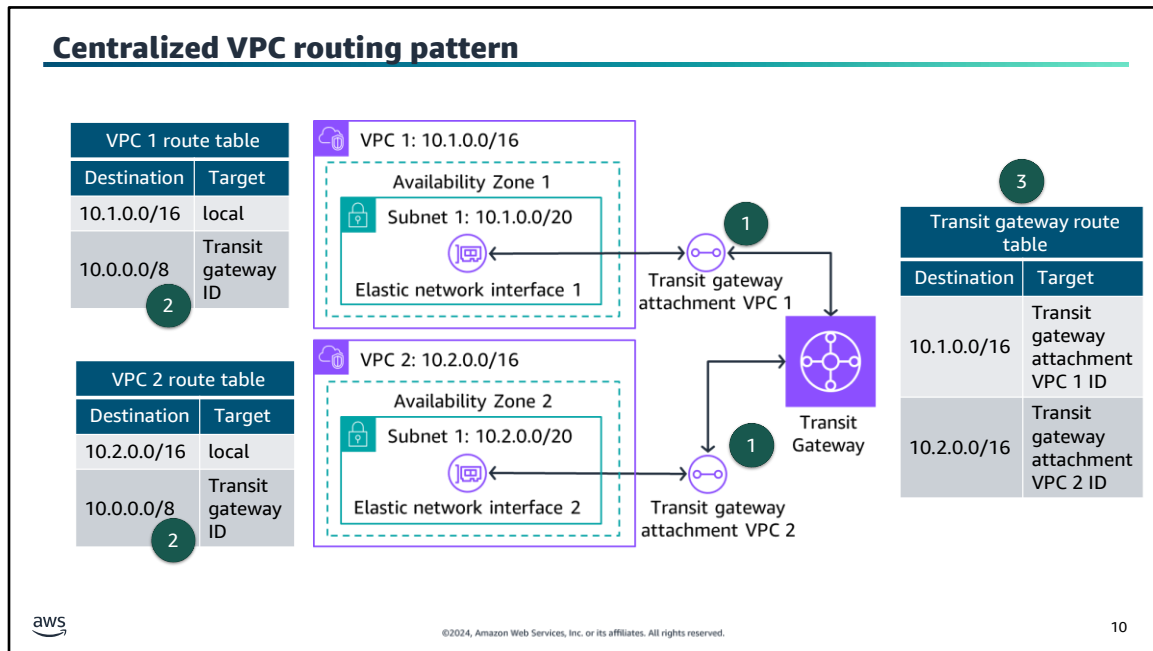 Centralized VPC routing pattern
VPC 1 route table
Destination Target
10.1.0.0/16 local
10.0.0.0/8 Transit
gateway
ID
2
VPC 2 route table
Destination Target
10.2.0.0/16 local
10.0.0.0/8 Transit
gateway
ID
2
VPC 1: 10.1.0.0/16
Availability Zone 1
Subnet 1: 10.1.0.0/20
Elastic network interface 1
1
Transit gateway
attachment VPC 1
VPC 2: 10.2.0.0/16
Availability Zone 2
Subnet 1: 10.2.0.0/20
Elastic network interface 2
1
Transit gateway
attachment VPC 2
Transit
Gateway
3
Transit gateway route
table
Destination Target
10.1.0.0/16 Transit
gateway
attachment
VPC 1 ID
10.2.0.0/16 Transit
gateway
attachment
VPC 2 ID
aws
©2024, Amazon Web Services, Inc. or its affiliates. All rights reserved.
10